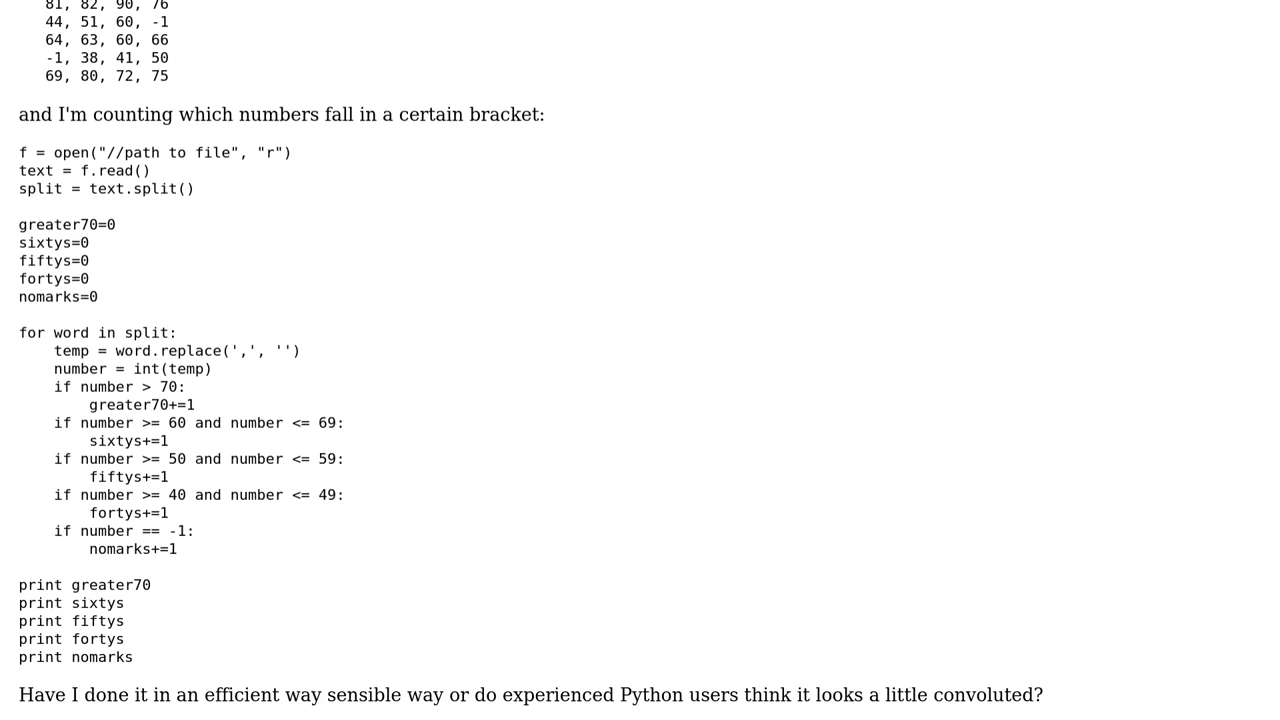 81, 82, 90, 76
44, 51, 60, -1
64, 63, 60, 66
-1, 38, 41, 50
69, 80, 72, 75
and I'm counting which numbers fall in a certain bracket:
f = open("//path to file", "r")
text = f.read()
split = text.split()
greater70=0
sixtys=0
fiftys=0
fortys=0
nomarks=0
for word in split:
    temp = word.replace(',', '')
    number = int(temp)
    if number > 70:
        greater70+=1
    if number >= 60 and number <= 69:
        sixtys+=1
    if number >= 50 and number <= 59:
        fiftys+=1
    if number >= 40 and number <= 49:
        fortys+=1
    if number == -1:
        nomarks+=1
print greater70
print sixtys
print fiftys
print fortys
print nomarks
Have I done it in an efficient way sensible way or do experienced Python users think it looks a little convoluted?